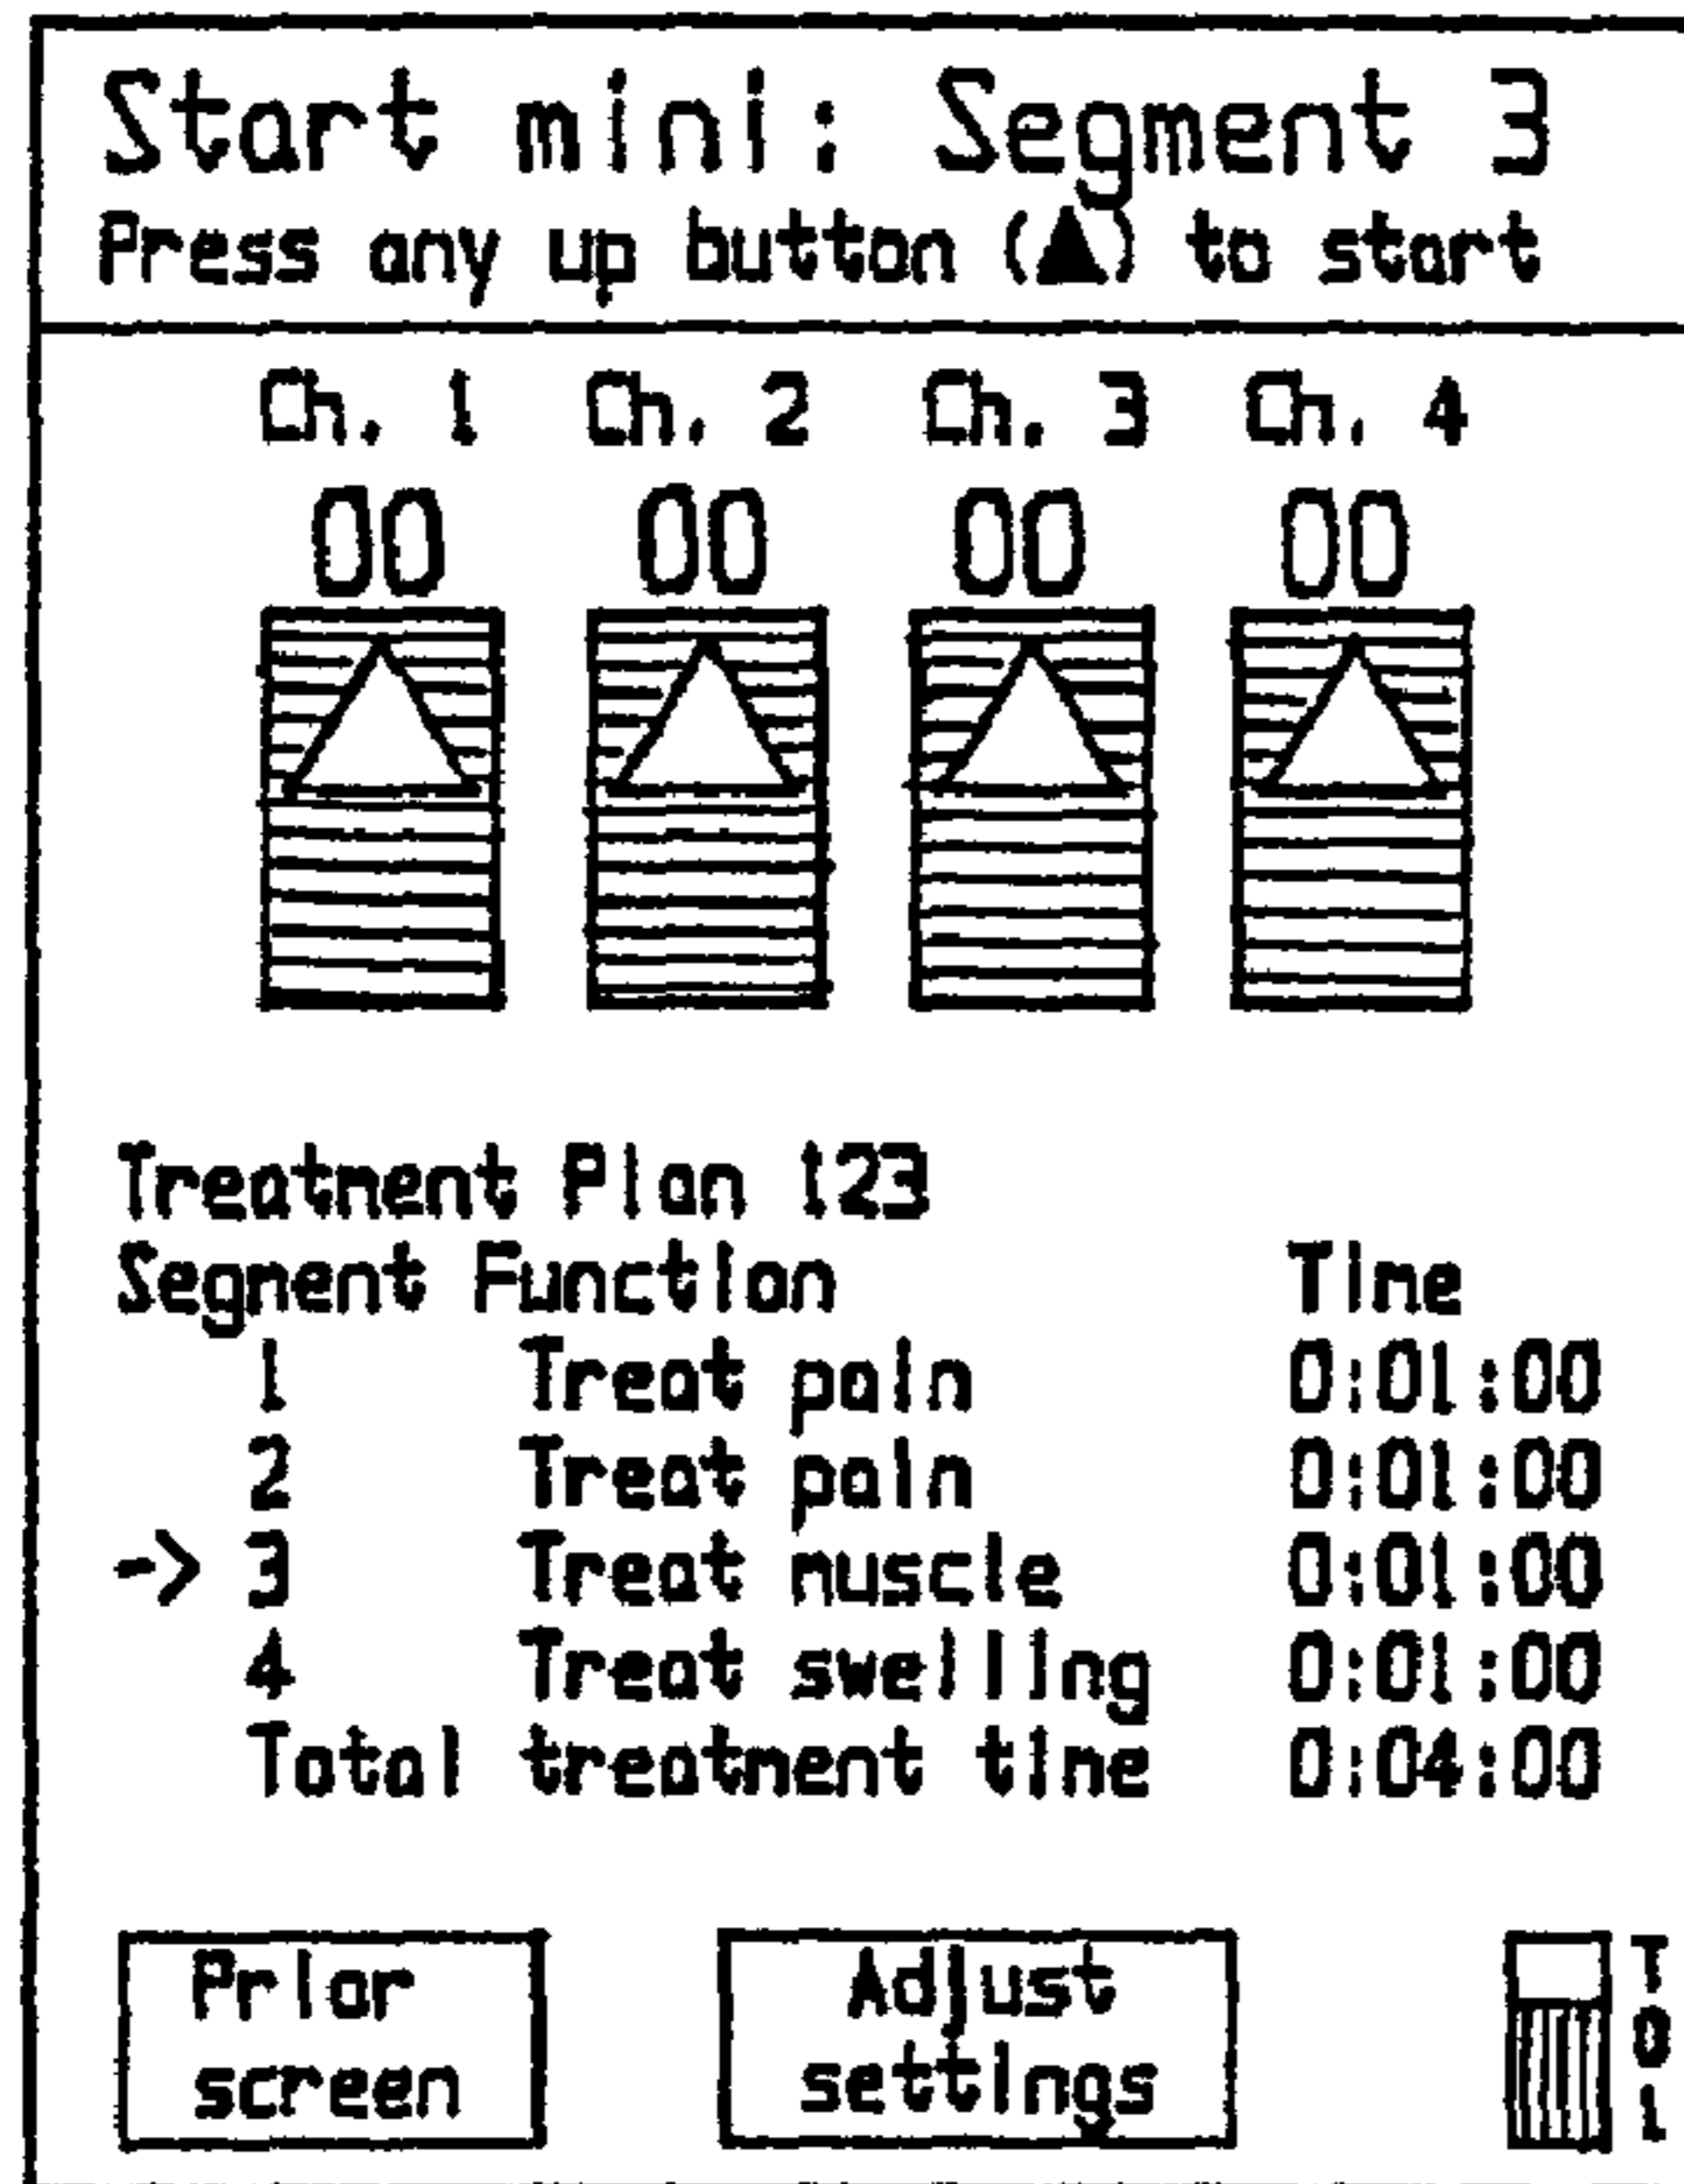 Start mini: Segment 3
Press any up button (▲) to start
Ch. 1 Ch. 2 Ch. 3 Ch. 4
00 00 00 00
Treatment Plan 123
Segment Function Time
1 Treat pain 0:01:00
2 Treat pain 0:01:00
-> 3 Treat muscle 0:01:00
4 Treat swelling 0:01:00
Total treatment time 0:04:00
Prior
screen
Adjust
settings
T
0
1